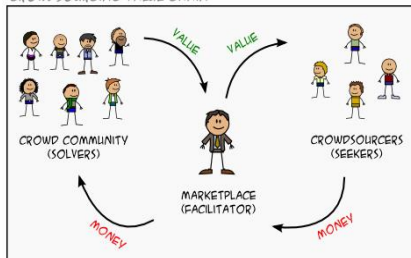 VALUE
VALUE
CROWD COMMUNITY
(SOLVERS)
CROWDSOURCERS
(SEEKERS)
MARKETPLACE
(FACILITATOR)
MONEY
MONEY